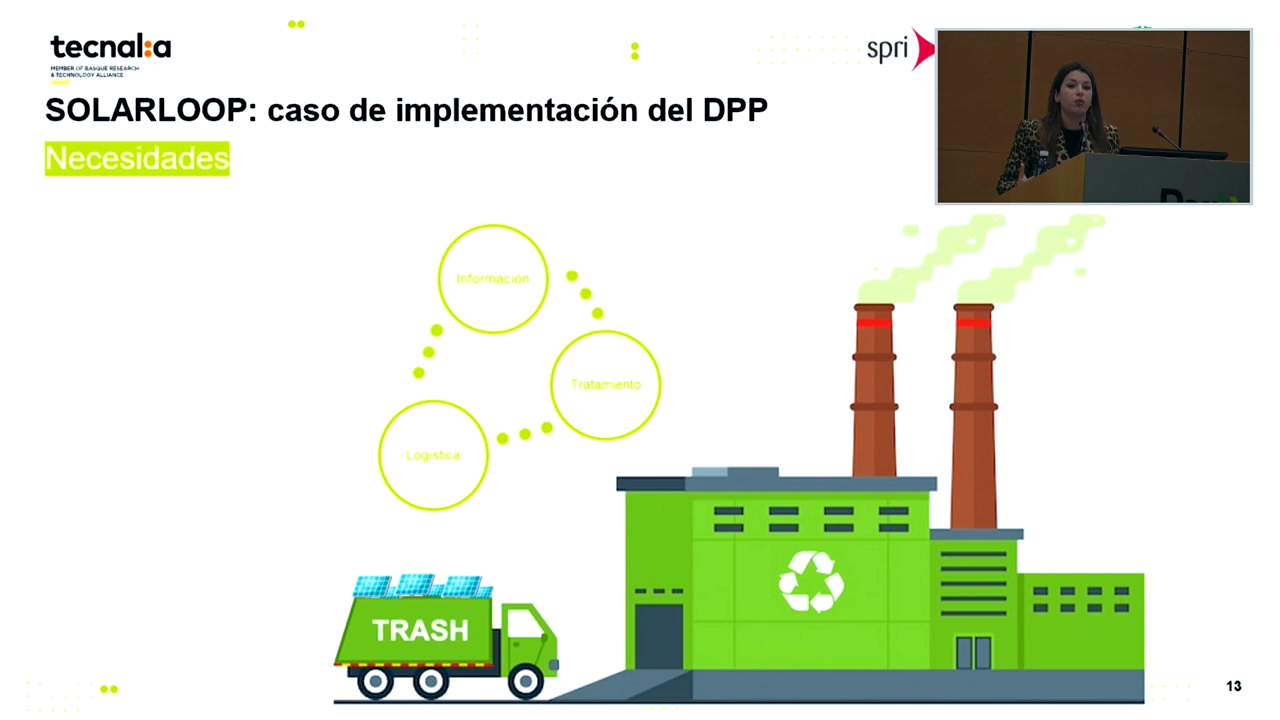 tecnalia
MEMBER OF BASQUE RESEARCH
& TECHNOLOGY ALLIANCE
spri
SOLARLOOP: caso de implementación del DPP
Necesidades
Información
Tratamiento
Logística
TRASH
13